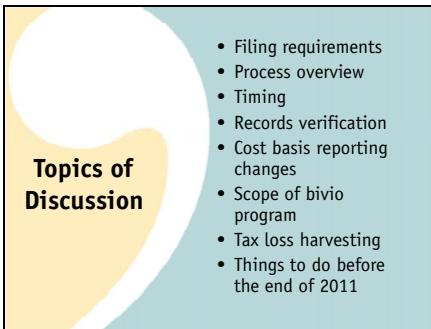 Topics of
Discussion
• Filing requirements
• Process overview
• Timing
• Records verification
• Cost basis reporting
changes
• Scope of bivio
program
• Tax loss harvesting
• Things to do before
the end of 2011